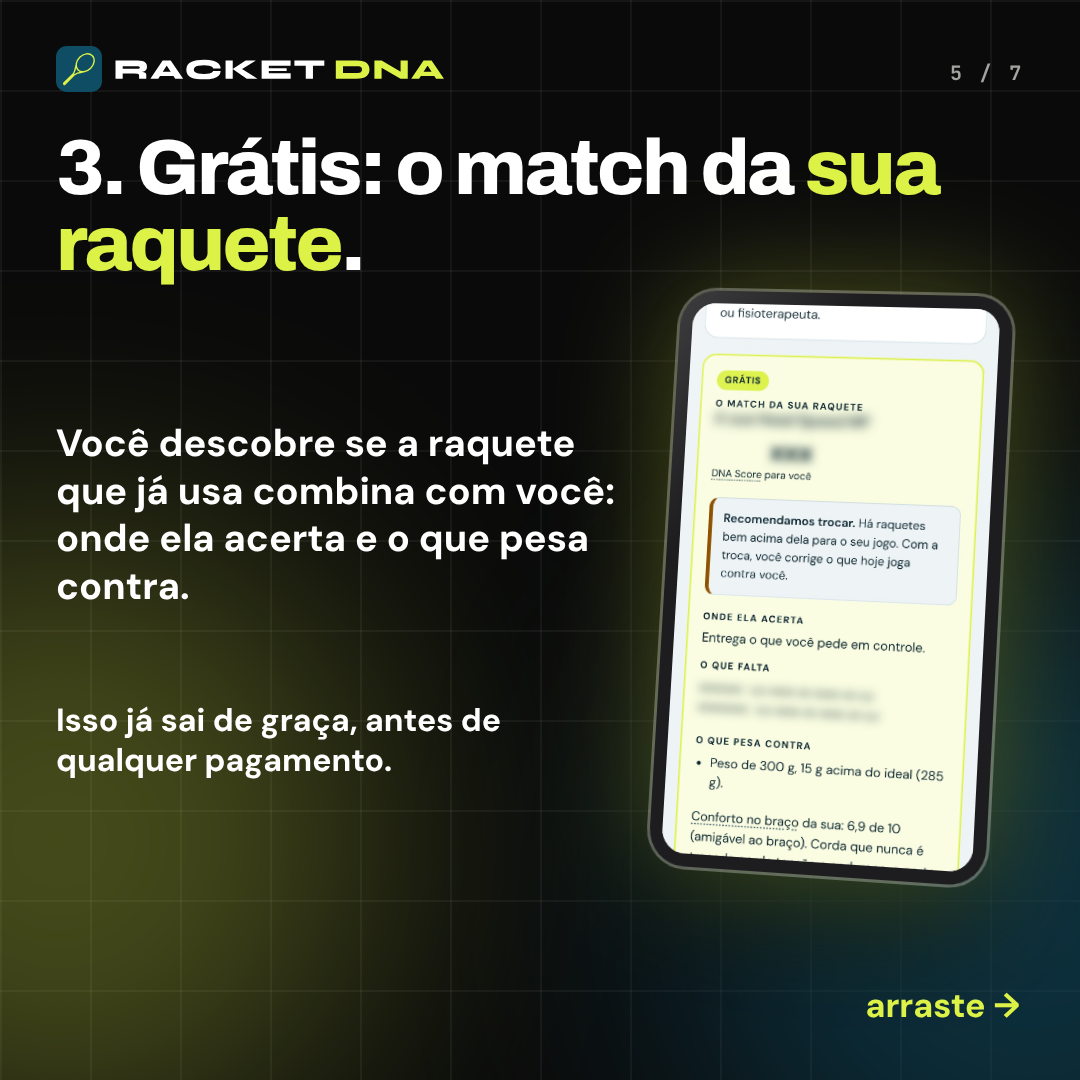 RACKET DNA
5 / 7
3. Grátis: o match da sua
raquete.
Você descobre se a raquete
que já usa combina com você:
onde ela acerta e o que pesa
contra.
Isso já sai de graça, antes de
qualquer pagamento.
ou fisioterapeuta.
GRÁTIS
O MATCH DA SUA RAQUETE
DNA Score para você
Recomendamos trocar. Há raquetes
bem acima dela para o seu jogo. Com a
troca, você corrige o que hoje joga
contra você.
ONDE ELA ACERTA
Entrega o que você pede em controle.
O QUE FALTA
O QUE PESA CONTRA
• Peso de 300 g, 15 g acima do ideal (285
g).
Conforto no braço da sua: 6,9 de 10
(amigável ao braço). Corda que nunca é
arraste →